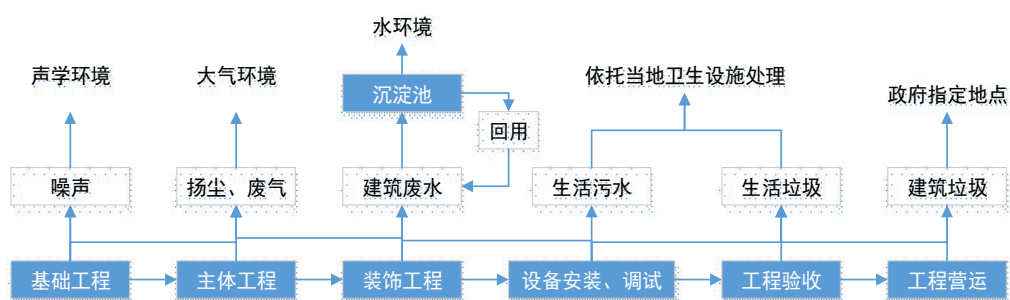 水环境
声学环境
大气环境
沉淀池
依托当地卫生设施处理
政府指定地点
回用
噪声
扬尘、废气
建筑废水
生活污水
生活垃圾
建筑垃圾
基础工程
主体工程
装饰工程
设备安装、调试
工程验收
工程营运